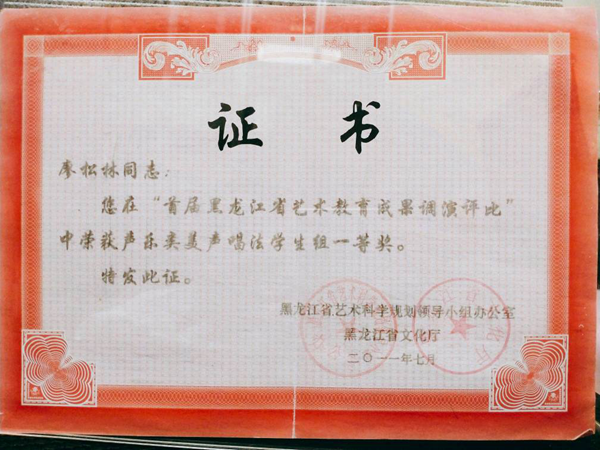 证 书
廖松林同志：
您在“首届黑龙江省艺术教育成果调演评比”
中荣获声乐类美声唱法学生组一等奖。
特发此证。
黑龙江省艺术科学规划领导小组办公室
黑龙江省文化厅
二〇一一年七月